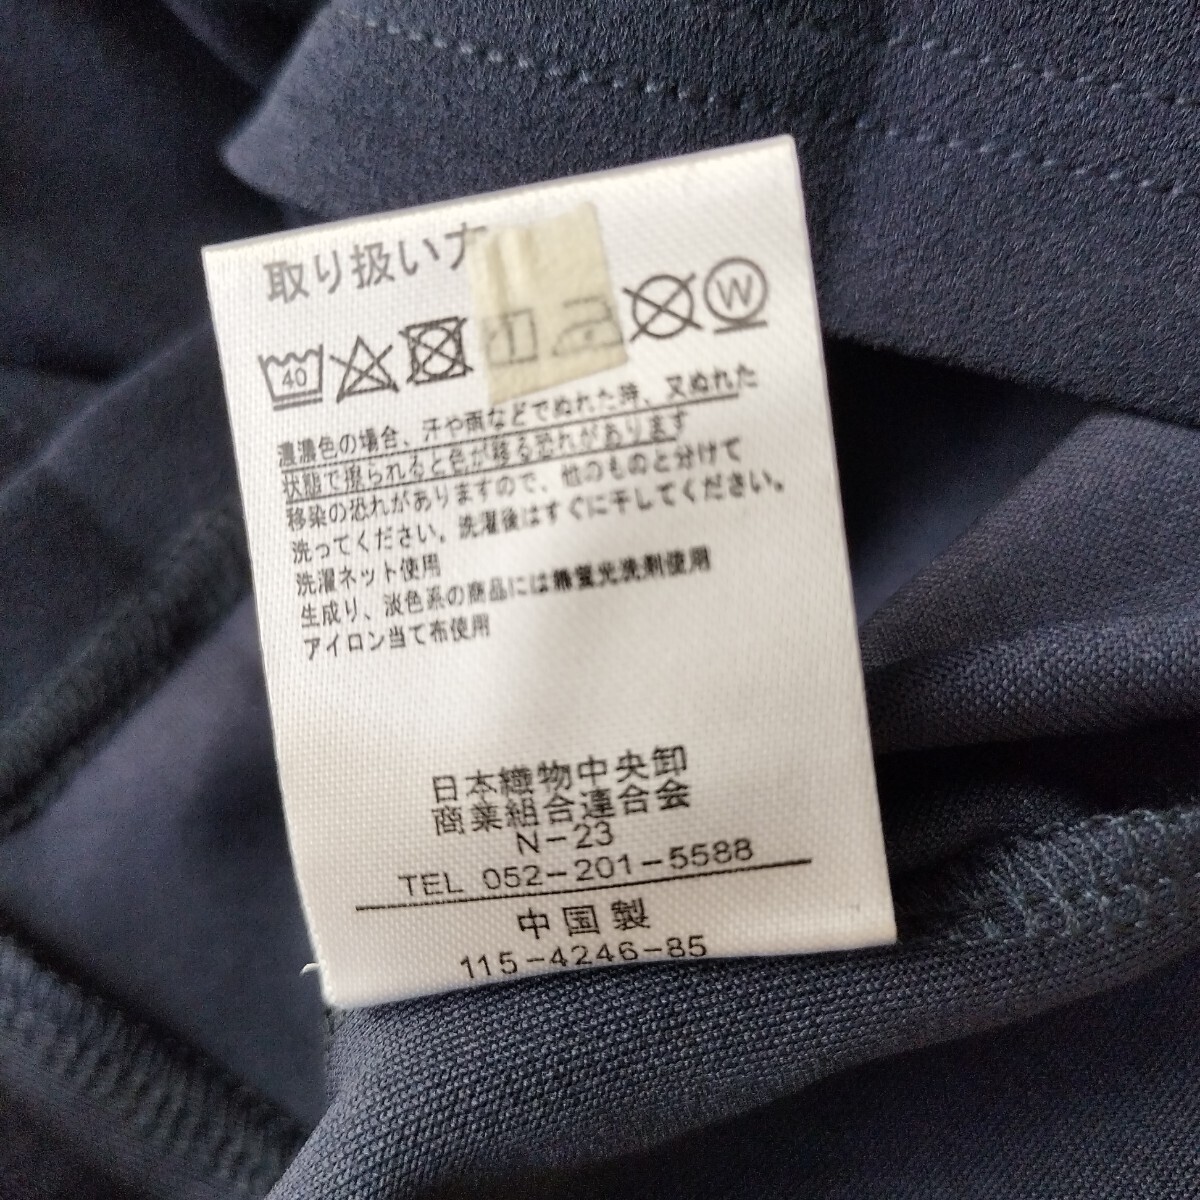 取り扱い方
40
W
濃濃色の場合、汗や雨などでぬれた時、又ぬれた
状態で擦られると色が移る恐れがあります
移染の恐れがありますので、他のものと分けて
洗ってください。洗濯後はすぐに干してください。
洗濯ネット使用
生成り、淡色系の商品には無蛍光洗剤使用
アイロン当て布使用
日本織物中央卸
商業組合連合会
N-23
TEL 052-201-5588
中国製
115-4246-85